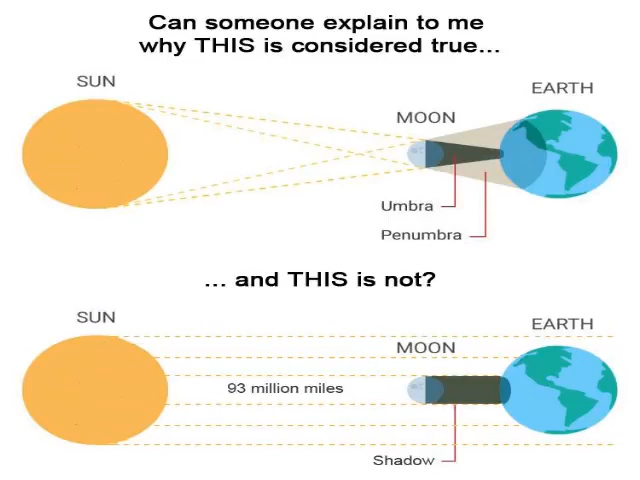 Can someone explain to me
why THIS is considered true...
SUN
EARTH
MOON
Umbra
Penumbra
... and THIS is not?
SUN
EARTH
MOON
93 million miles
Shadow